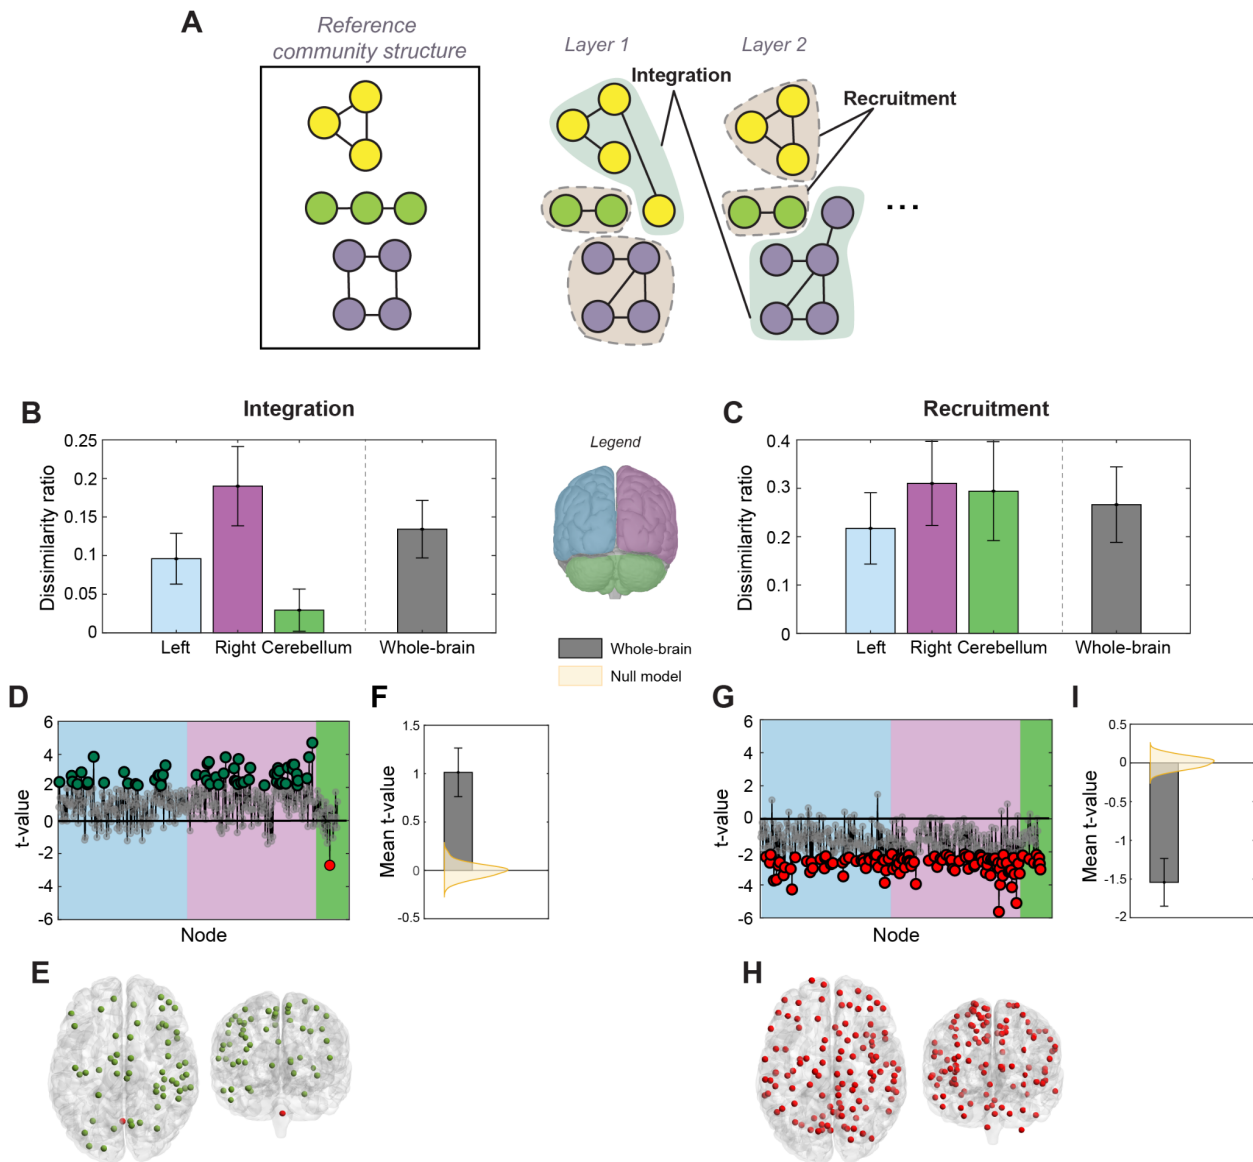 A
Reference
community structure
Layer 1
Layer 2
Integration
Recruitment
...
B
Integration
Dissimilarity ratio
0.25
0.2
0.15
0.1
0.05
0
Left
Right
Cerebellum
Whole-brain
Legend
Whole-brain
Null model
C
Recruitment
Dissimilarity ratio
0.4
0.3
0.2
0.1
0
Left
Right
Cerebellum
Whole-brain
D
t-value
6
4
2
0
-2
-4
-6
Node
F
Mean t-value
1.5
1
0.5
0
-0.5
G
t-value
6
4
2
0
-2
-4
-6
Node
I
Mean t-value
0.5
0
-0.5
-1
-1.5
-2
E
H